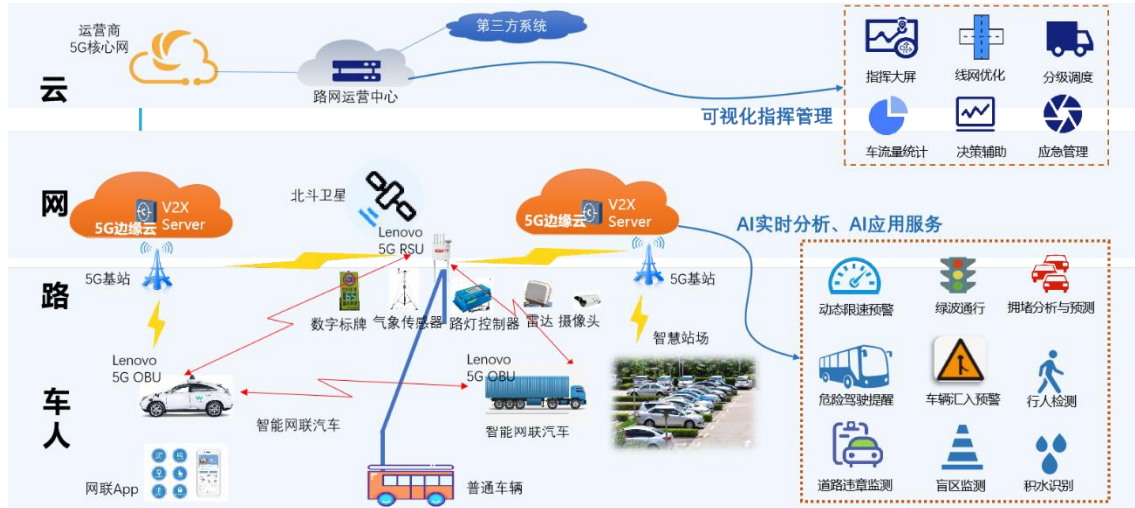 运营商
5G核心网
第三方系统
云
路网运营中心
可视化指挥管理
指挥大屏
线网优化
分级调度
车流量统计
决策辅助
应急管理
网
V2X
Server
5G边缘云
北斗卫星
Lenovo
5G RSU
V2X
Server
5G边缘云
AI实时分析、AI应用服务
路
5G基站
5G基站
数字标牌
气象传感器
路灯控制器
雷达
摄像头
智慧站场
动态限速预警
绿波通行
拥堵分析与预测
车
人
Lenovo
5G OBU
智能网联汽车
Lenovo
5G OBU
智能网联汽车
危险驾驶提醒
车辆汇入预警
行人检测
网联App
普通车辆
道路违章监测
盲区监测
积水识别